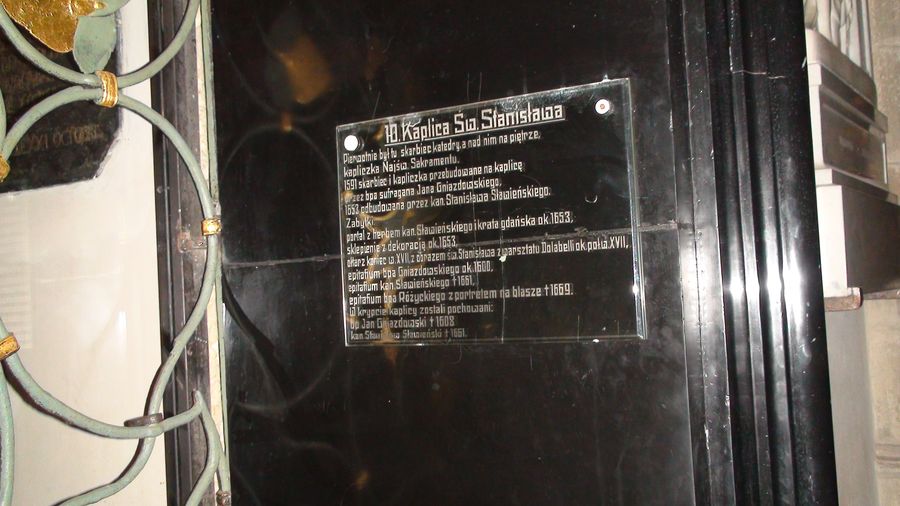 XXVI OCTOB
10 Kaplica Św. Stanisława
Pierwotnie był tu skarbiec katedry, a nad nim na piętrze,
kapliczka Najśw. Sakramentu.
1591 skarbiec i kapliczka przebudowana na kaplicę
przez bpa sufragana Jana Gniazdowskiego,
1653 odbudowana przez kan. Stanisława Sławieńskiego.
Zabytki:
portal z herbem kan. Sławieńskiego i krata gdańska ok. 1653,
sklepienie z dekoracją ok. 1653,
ołtarz koniec w. XVII, z obrazem św. Stanisława z warsztatu Dolabelli ok. poł. w. XVII,
epitafium bpa Gniazdowskiego ok. 1600,
epitafium kan. Sławieńskiego † 1661,
epitafium bpa Różyckiego z portretem na blasze † 1669.
W krypcie kaplicy zostali pochowani:
bp Jan Gniazdowski † 1608
kan. Stanisław Sławieński † 1661.